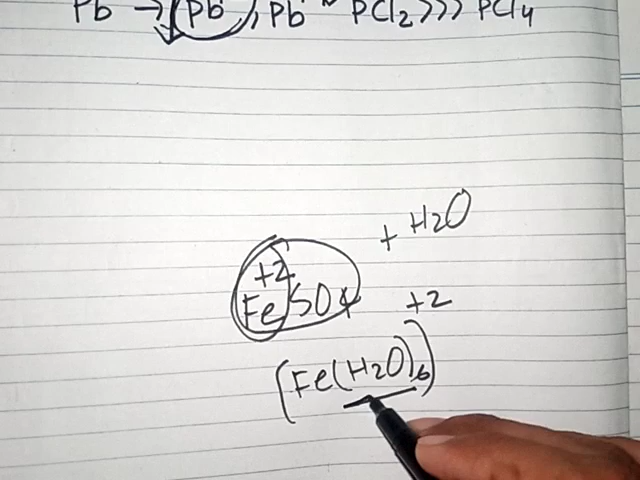 Pb → Pb, Pb PCl2 >>> PCl4
+ H2O
+2
FeSO4
+2
(Fe(H2O)6)